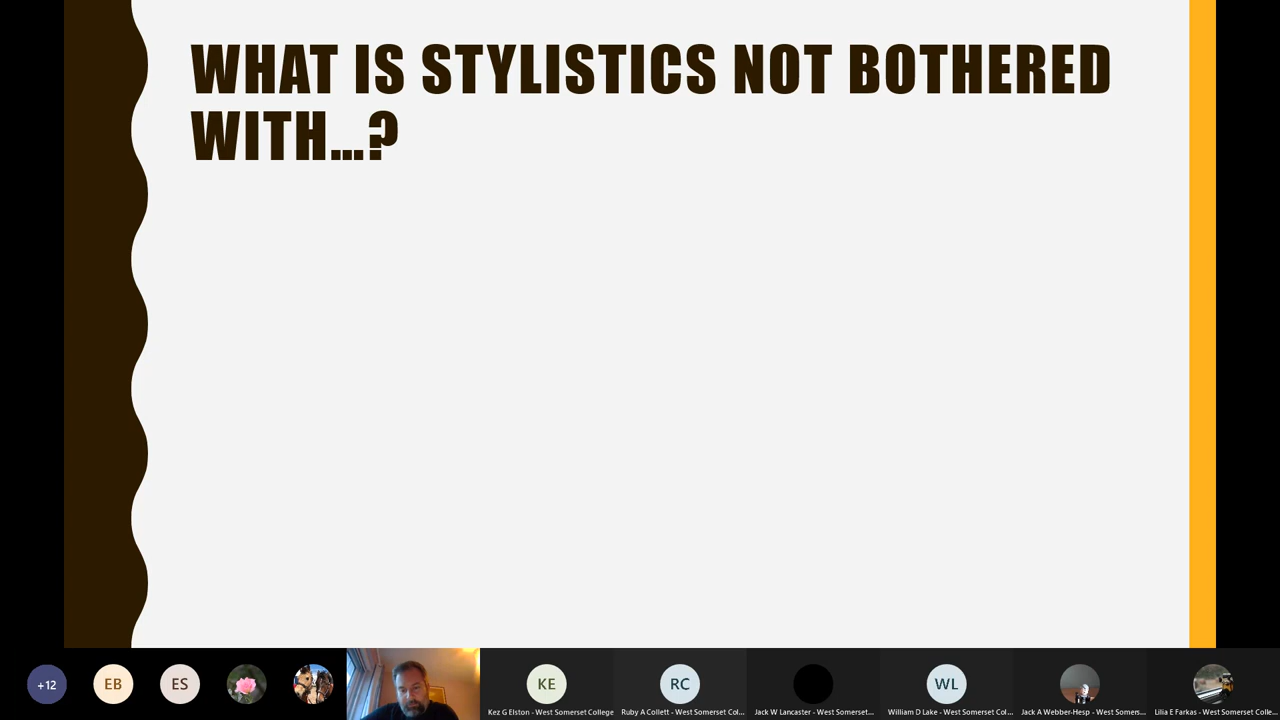 WHAT IS STYLISTICS NOT BOTHERED
WITH...?
+12
EB
ES
KE
RC
WL
Kez G Elston - West Somerset College
Ruby A Collett - West Somerset Col...
Jack W Lancaster - West Somerset...
William D Lake - West Somerset Col...
Jack A Webber-Hesp - West Somers...
Lilia E Farkas - West Somerset Colle...